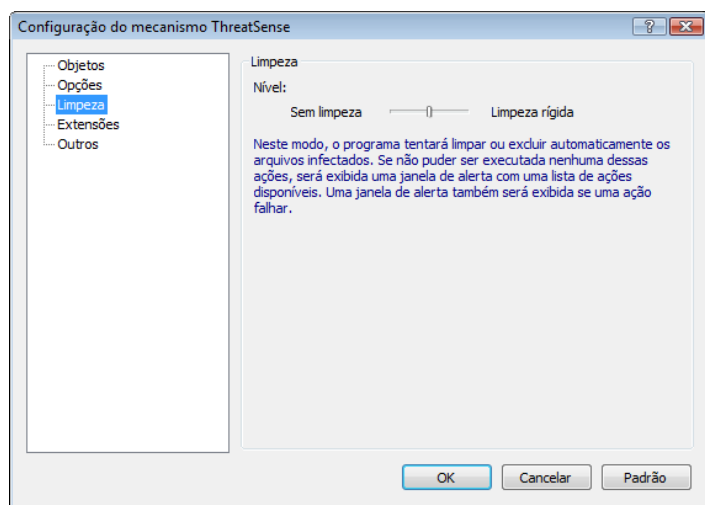 Configuração do mecanismo ThreatSense
Objetos
Opções
Limpeza
Extensões
Outros
Limpeza
Nível:
Sem limpeza Limpeza rígida
Neste modo, o programa tentará limpar ou excluir automaticamente os
arquivos infectados. Se não puder ser executada nenhuma dessas
ações, será exibida uma janela de alerta com uma lista de ações
disponíveis. Uma janela de alerta também será exibida se uma ação
falhar.
OK Cancelar Padrão